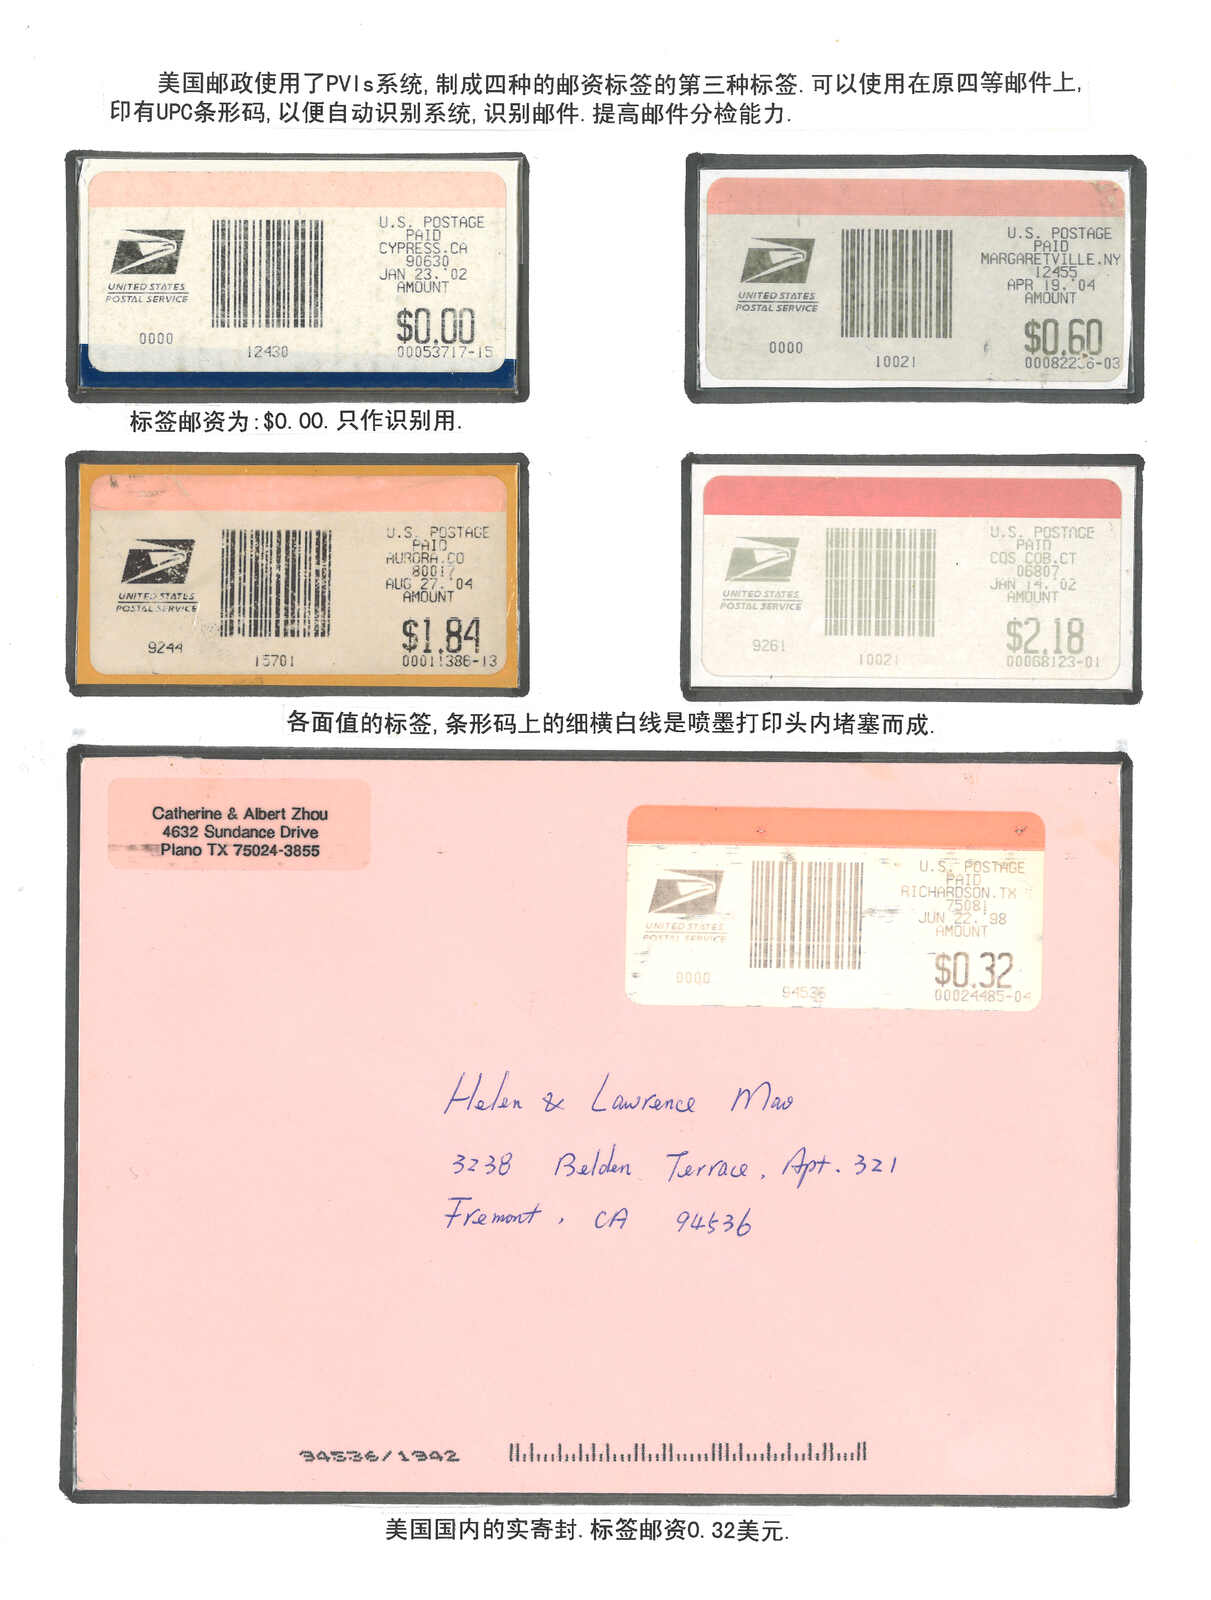 美国邮政使用了PVIs系统,制成四种的邮资标签的第三种标签.可以使用在原四等邮件上,
印有UPC条形码,以便自动识别系统,识别邮件.提高邮件分检能力.
UNITED STATES
POSTAL SERVICE
0000
12430
U.S. POSTAGE
PAID
CYPRESS.CA
90630
JAN 23.'02
AMOUNT
$0.00
00053717-15
UNITED STATES
POSTAL SERVICE
0000
10021
U.S. POSTAGE
PAID
MARGARETVILLE.NY
12455
APR 19.'04
AMOUNT
$0.60
-03
标签邮资为:$0.00.只作识别用.
UNITED STATES
POSTAL SERVICE
9244
15701
U.S. POSTAGE
PAID
AURORA.CO
80017
AUG 27.'04
AMOUNT
$1.84
00011386-13
UNITED STATES
POSTAL SERVICE
9261
10021
U.S. POSTAGE
PAID
COS COB.CT
06807
JAN 14.'02
AMOUNT
$2.18
00068123-01
各面值的标签,条形码上的细横白线是喷墨打印头内堵塞而成.
Catherine & Albert Zhou
4632 Sundance Drive
Plano TX 75024-3855
UNITED STATES
POSTAL SERVICE
0000
94536
U.S. POSTAGE
PAID
RICHARDSON.TX
75081
JUN 22.'98
AMOUNT
$0.32
00024485-04
Helen & Lawrence Mao
3238 Belden Terrace, Apt. 321
Fremont, CA 94536
94536/1942
美国国内的实寄封.标签邮资0.32美元.